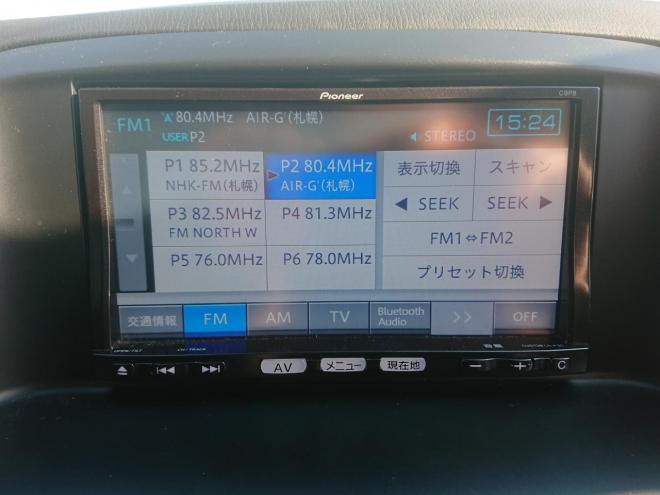 Pioneer
C9P8
FM1 80.4MHz AIR-G'(札幌)
USER P2
STEREO
15:24
P1 85.2MHz
NHK-FM(札幌)
P2 80.4MHz
AIR-G'(札幌)
表示切換
スキャン
P3 82.5MHz
FM NORTH W
P4 81.3MHz
◀ SEEK
SEEK ▶
FM1⇔FM2
P5 76.0MHz
P6 78.0MHz
プリセット切換
交通情報
FM
AM
TV
Bluetooth
Audio
>>
OFF
OPEN/TILT
AV
メニュー
現在地
− + C